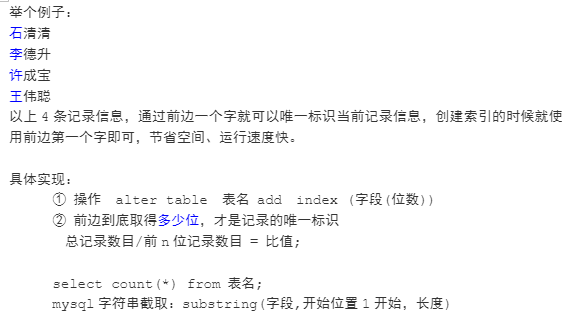 举个例子：
石清清
李德升
许成宝
王伟聪
以上 4 条记录信息，通过前边一个字就可以唯一标识当前记录信息，创建索引的时候就使
用前边第一个字即可，节省空间、运行速度快。
具体实现：
① 操作 alter table 表名 add index (字段(位数))
② 前边到底取得多少位，才是记录的唯一标识
总记录数目/前 n 位记录数目 = 比值;
select count(*) from 表名;
mysql 字符串截取：substring(字段,开始位置 1 开始，长度)